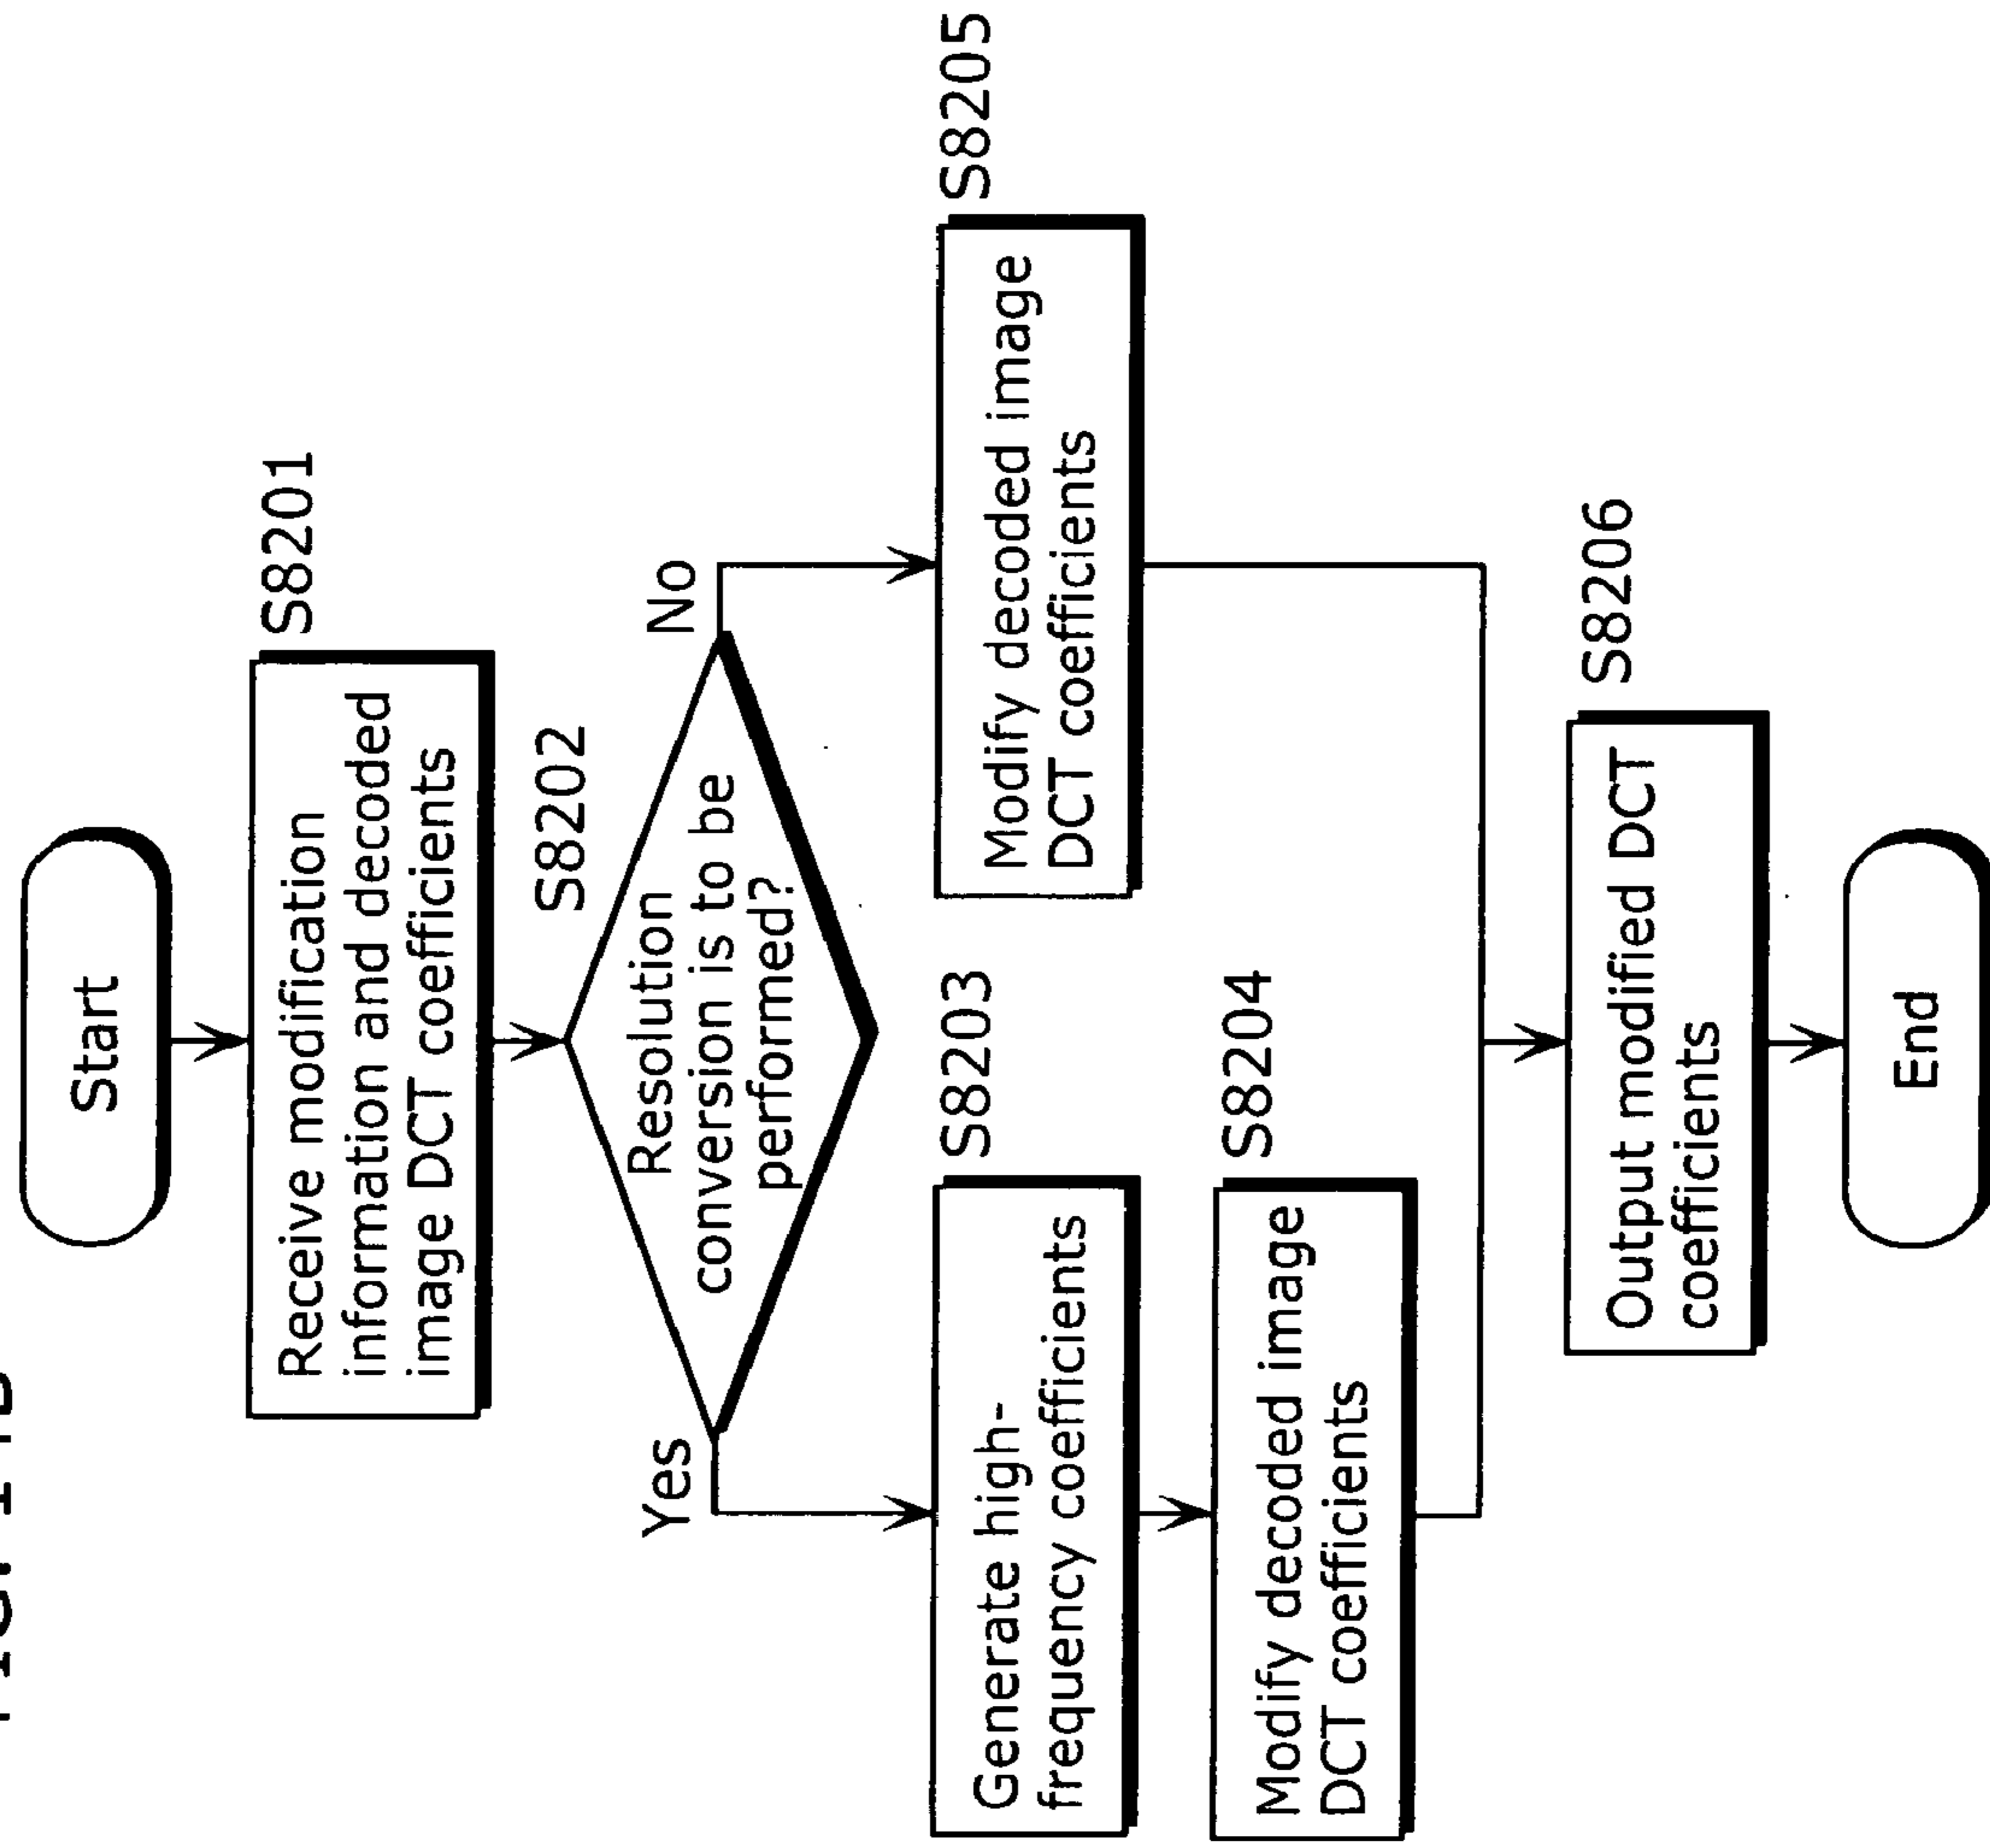 Start
S8201
Receive modification
information and decoded
image DCT coefficients
S8202
Resolution
conversion is to be
performed?
Yes
No
S8203
Generate high-
frequency coefficients
S8204
Modify decoded image
DCT coefficients
S8205
Modify decoded image
DCT coefficients
S8206
Output modified DCT
coefficients
End